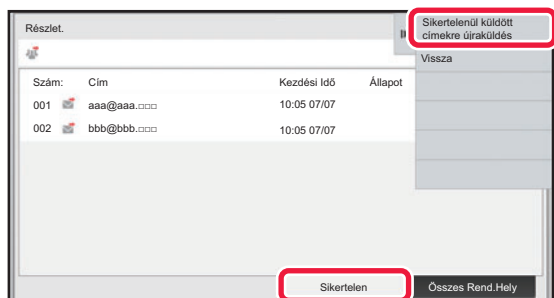 Részlet.
Sikertelenül küldött
címekre újraküldés
Vissza
Szám: Cím Kezdési Idő Állapot
001 aaa@aaa.□□□ 10:05 07/07
002 bbb@bbb.□□□ 10:05 07/07
Sikertelen Összes Rend.Hely